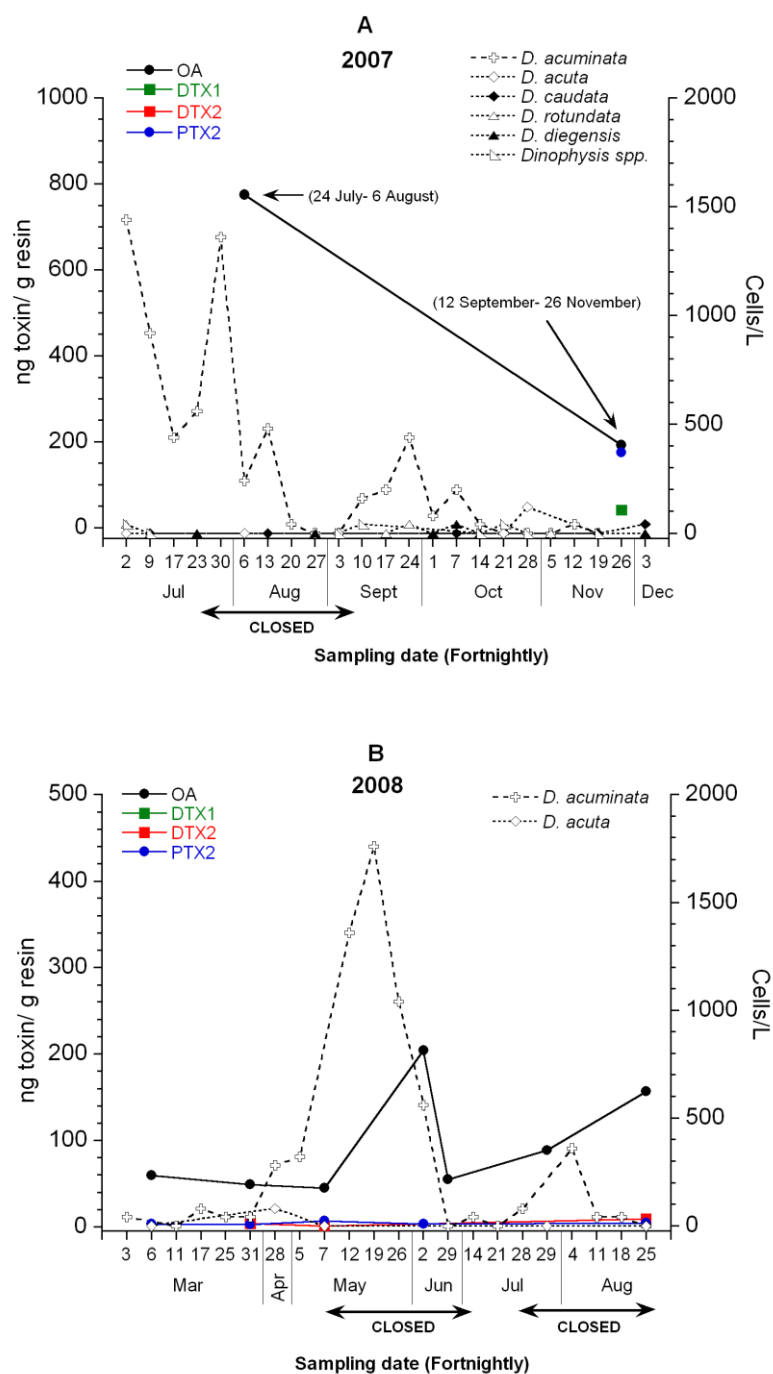 A
2007
OA
DTX1
DTX2
PTX2
D. acuminata
D. acuta
D. caudata
D. rotundata
D. diegensis
Dinophysis spp.
1000
800
600
400
200
0
ng toxin/ g resin
2000
1500
1000
500
0
Cells/L
(24 July- 6 August)
(12 September- 26 November)
2 9 17 23 30 6 13 20 27 3 10 17 24 1 7 14 21 28 5 12 19 26 3
Jul Aug Sept Oct Nov Dec
CLOSED
Sampling date (Fortnightly)
B
2008
OA
DTX1
DTX2
PTX2
D. acuminata
D. acuta
500
400
300
200
100
0
ng toxin/ g resin
2000
1500
1000
500
0
Cells/L
3 6 11 17 25 31 28 5 7 12 19 26 2 29 14 21 28 29 4 11 18 25
Mar Apr May Jun Jul Aug
CLOSED CLOSED
Sampling date (Fortnightly)